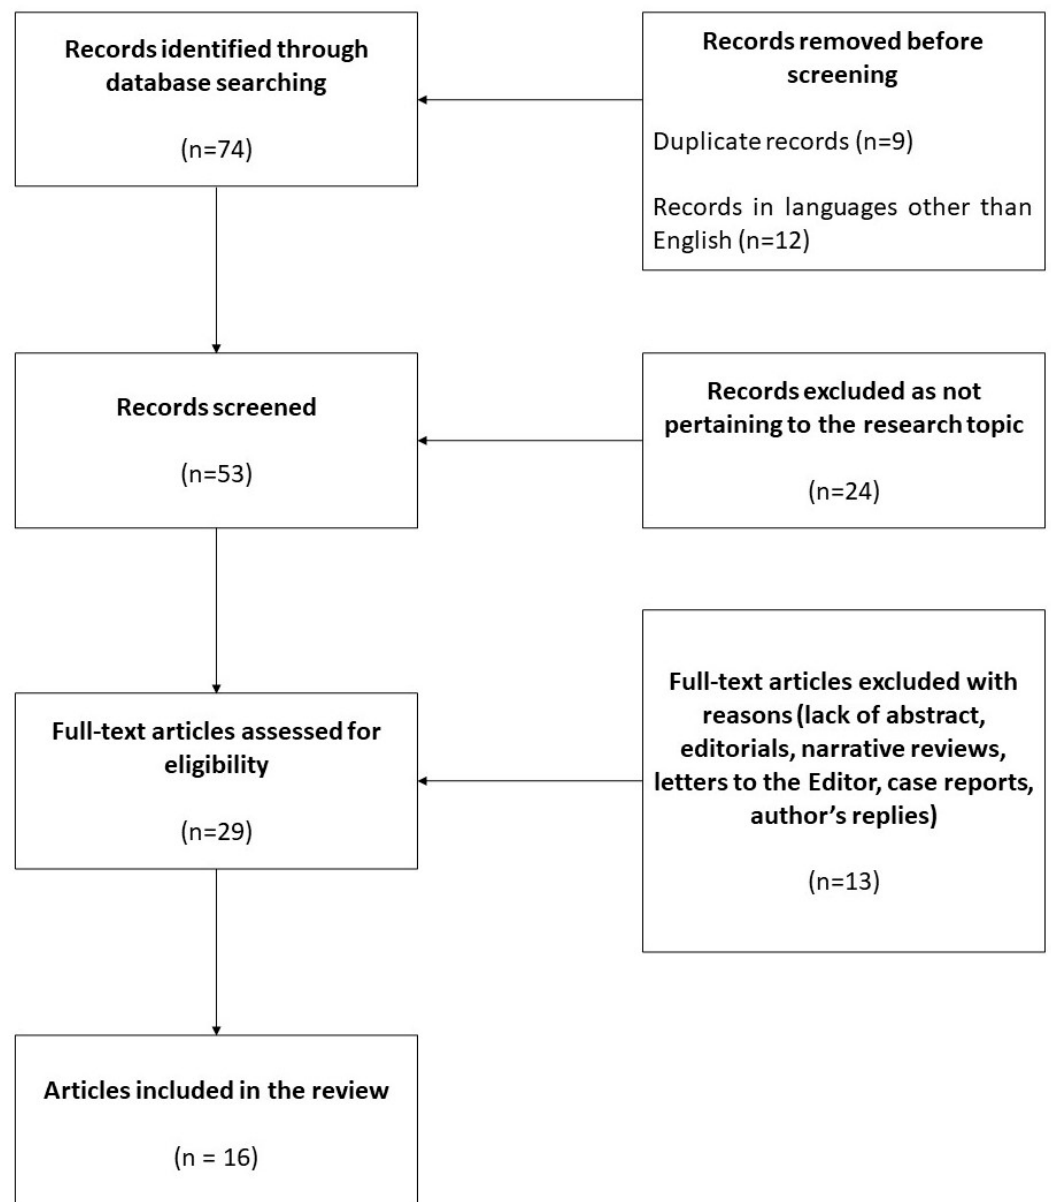 Records identified through
database searching
(n=74)
Records removed before
screening
Duplicate records (n=9)
Records in languages other than
English (n=12)
Records screened
(n=53)
Records excluded as not
pertaining to the research topic
(n=24)
Full-text articles assessed for
eligibility
(n=29)
Full-text articles excluded with
reasons (lack of abstract,
editorials, narrative reviews,
letters to the Editor, case reports,
author’s replies)
(n=13)
Articles included in the review
(n = 16)